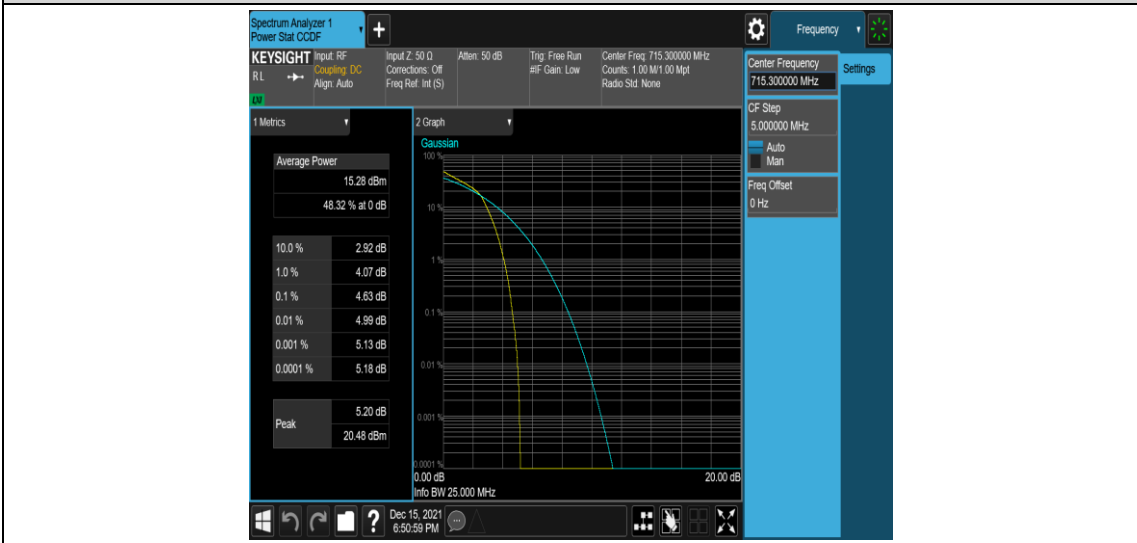 Spectrum Analyzer 1
Power Stat CCDF
+
Frequency
KEYSIGHT
R L
LNI
Input: RF
Coupling: DC
Align: Auto
Input Z: 50 Ω
Corrections: Off
Freq Ref: Int (S)
Atten: 50 dB
Trig: Free Run
#IF Gain: Low
Center Freq: 715.300000 MHz
Counts: 1.00 M/1.00 Mpt
Radio Std: None
Center Frequency
715.300000 MHz
Settings
CF Step
5.000000 MHz
Auto
Man
Freq Offset
0 Hz
1 Metrics
Average Power
15.28 dBm
48.32 % at 0 dB
10.0 % 2.92 dB
1.0 % 4.07 dB
0.1 % 4.63 dB
0.01 % 4.99 dB
0.001 % 5.13 dB
0.0001 % 5.18 dB
Peak
5.20 dB
20.48 dBm
2 Graph
Gaussian
100 %
10 %
1 %
0.1 %
0.01 %
0.001 %
0.0001 %
0.00 dB 20.00 dB
Info BW 25.000 MHz
?
Dec 15, 2021
6:50:59 PM